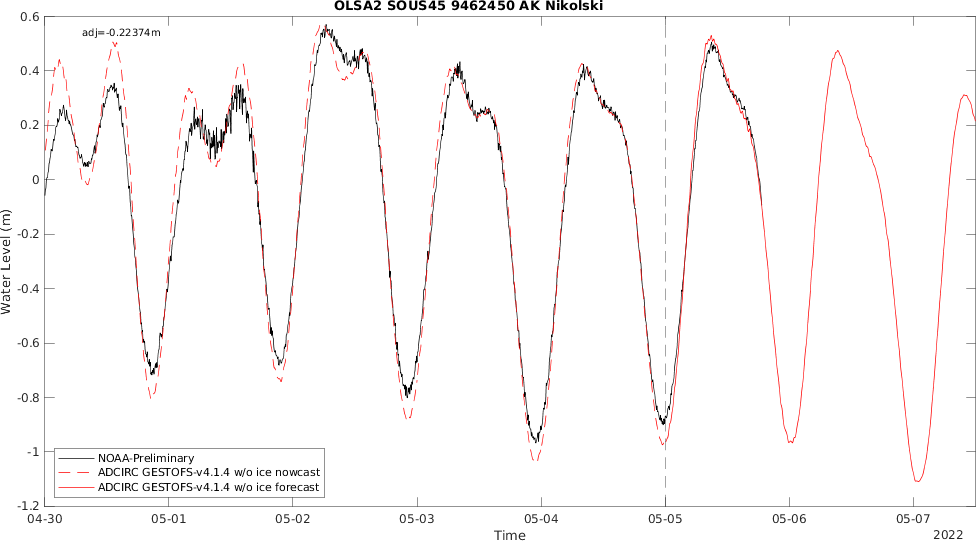 OLSA2 SOUS45 9462450 AK Nikolski
adj=-0.22374m
0.6
0.4
0.2
0
-0.2
-0.4
-0.6
-0.8
-1
-1.2
Water Level (m)
NOAA-Preliminary
ADCIRC GESTOFS-v4.1.4 w/o ice nowcast
ADCIRC GESTOFS-v4.1.4 w/o ice forecast
04-30 05-01 05-02 05-03 05-04 05-05 05-06 05-07
Time
2022